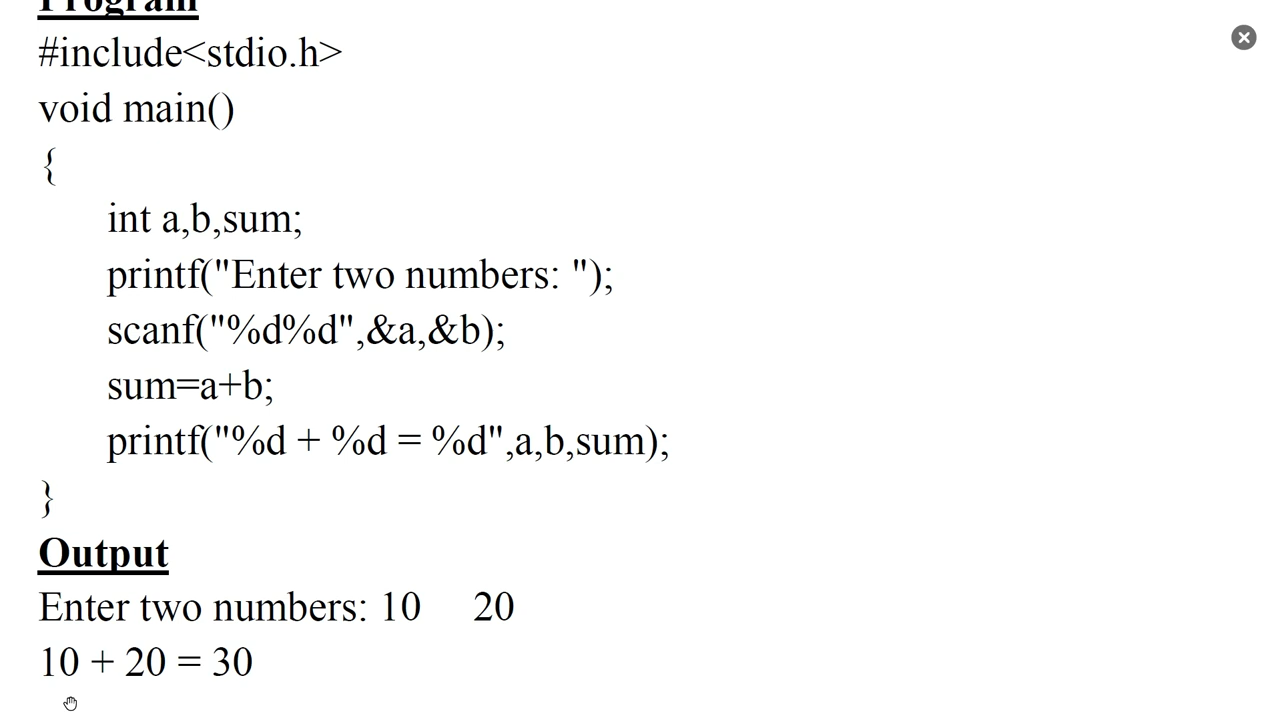 Program
#include<stdio.h>
void main()
{
int a,b,sum;
printf("Enter two numbers: ");
scanf("%d%d",&a,&b);
sum=a+b;
printf("%d + %d = %d",a,b,sum);
}
Output
Enter two numbers: 10 20
10 + 20 = 30